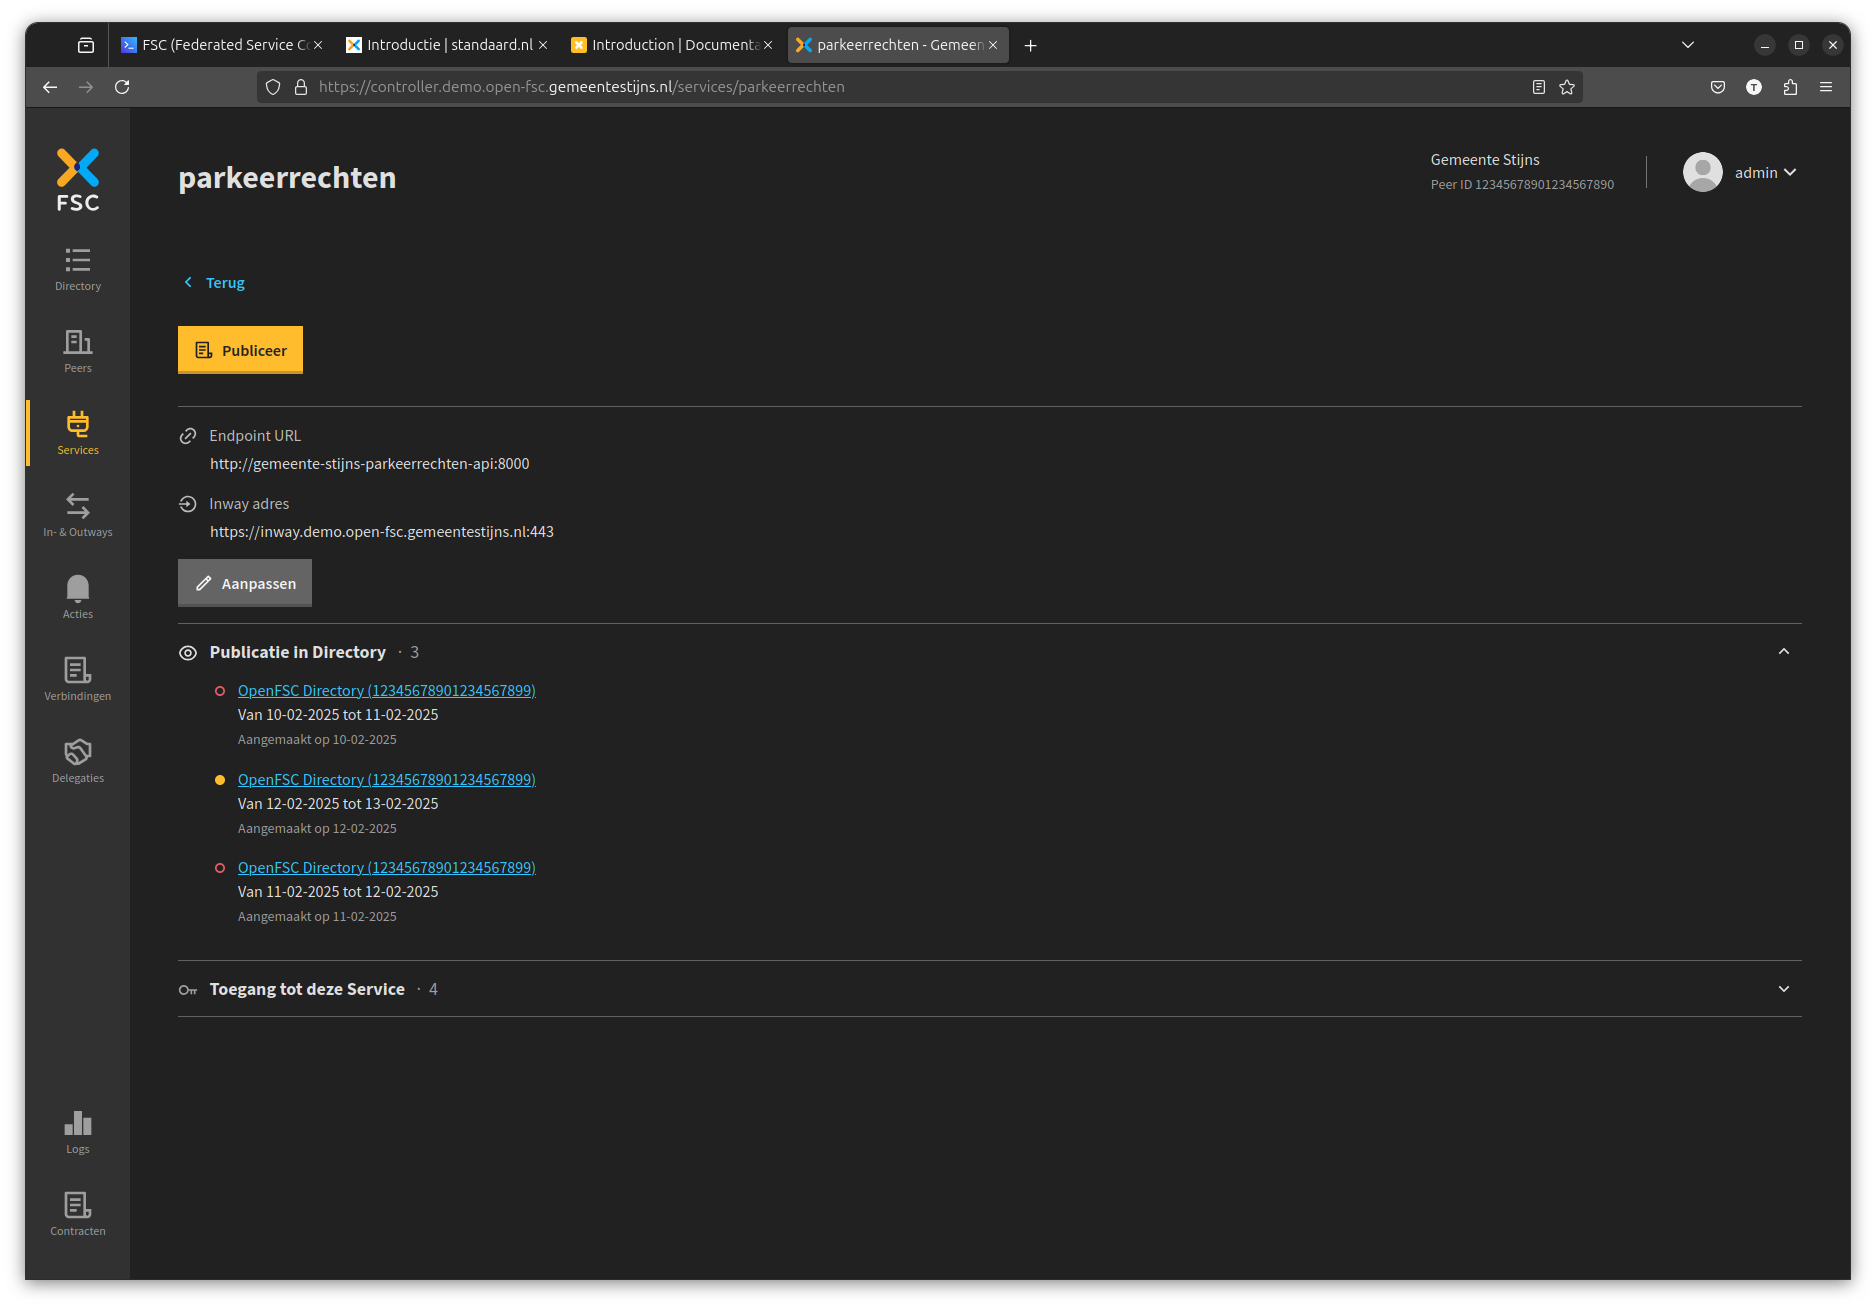 FSC (Federated Service C
Introductie | standaard.nl
Introduction | Documenta
parkeerrechten - Gemeen
https://controller.demo.open-fsc.gemeentestijns.nl/services/parkeerrechten
T
FSC
Directory
Peers
Services
In- & Outways
Acties
Verbindingen
Delegaties
Logs
Contracten
parkeerrechten
Gemeente Stijns
Peer ID 12345678901234567890
admin
Terug
Publiceer
Endpoint URL
http://gemeente-stijns-parkeerrechten-api:8000
Inway adres
https://inway.demo.open-fsc.gemeentestijns.nl:443
Aanpassen
Publicatie in Directory · 3
OpenFSC Directory (12345678901234567899)
Van 10-02-2025 tot 11-02-2025
Aangemaakt op 10-02-2025
OpenFSC Directory (12345678901234567899)
Van 12-02-2025 tot 13-02-2025
Aangemaakt op 12-02-2025
OpenFSC Directory (12345678901234567899)
Van 11-02-2025 tot 12-02-2025
Aangemaakt op 11-02-2025
Toegang tot deze Service · 4